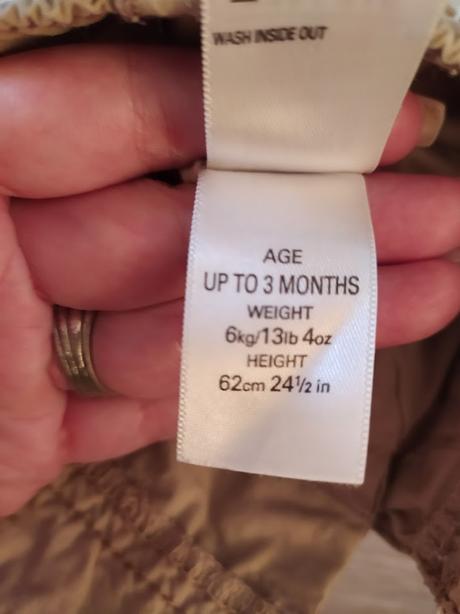 WASH INSIDE OUT
AGE
UP TO 3 MONTHS
WEIGHT
6kg/13lb 4oz
HEIGHT
62cm 24½ in